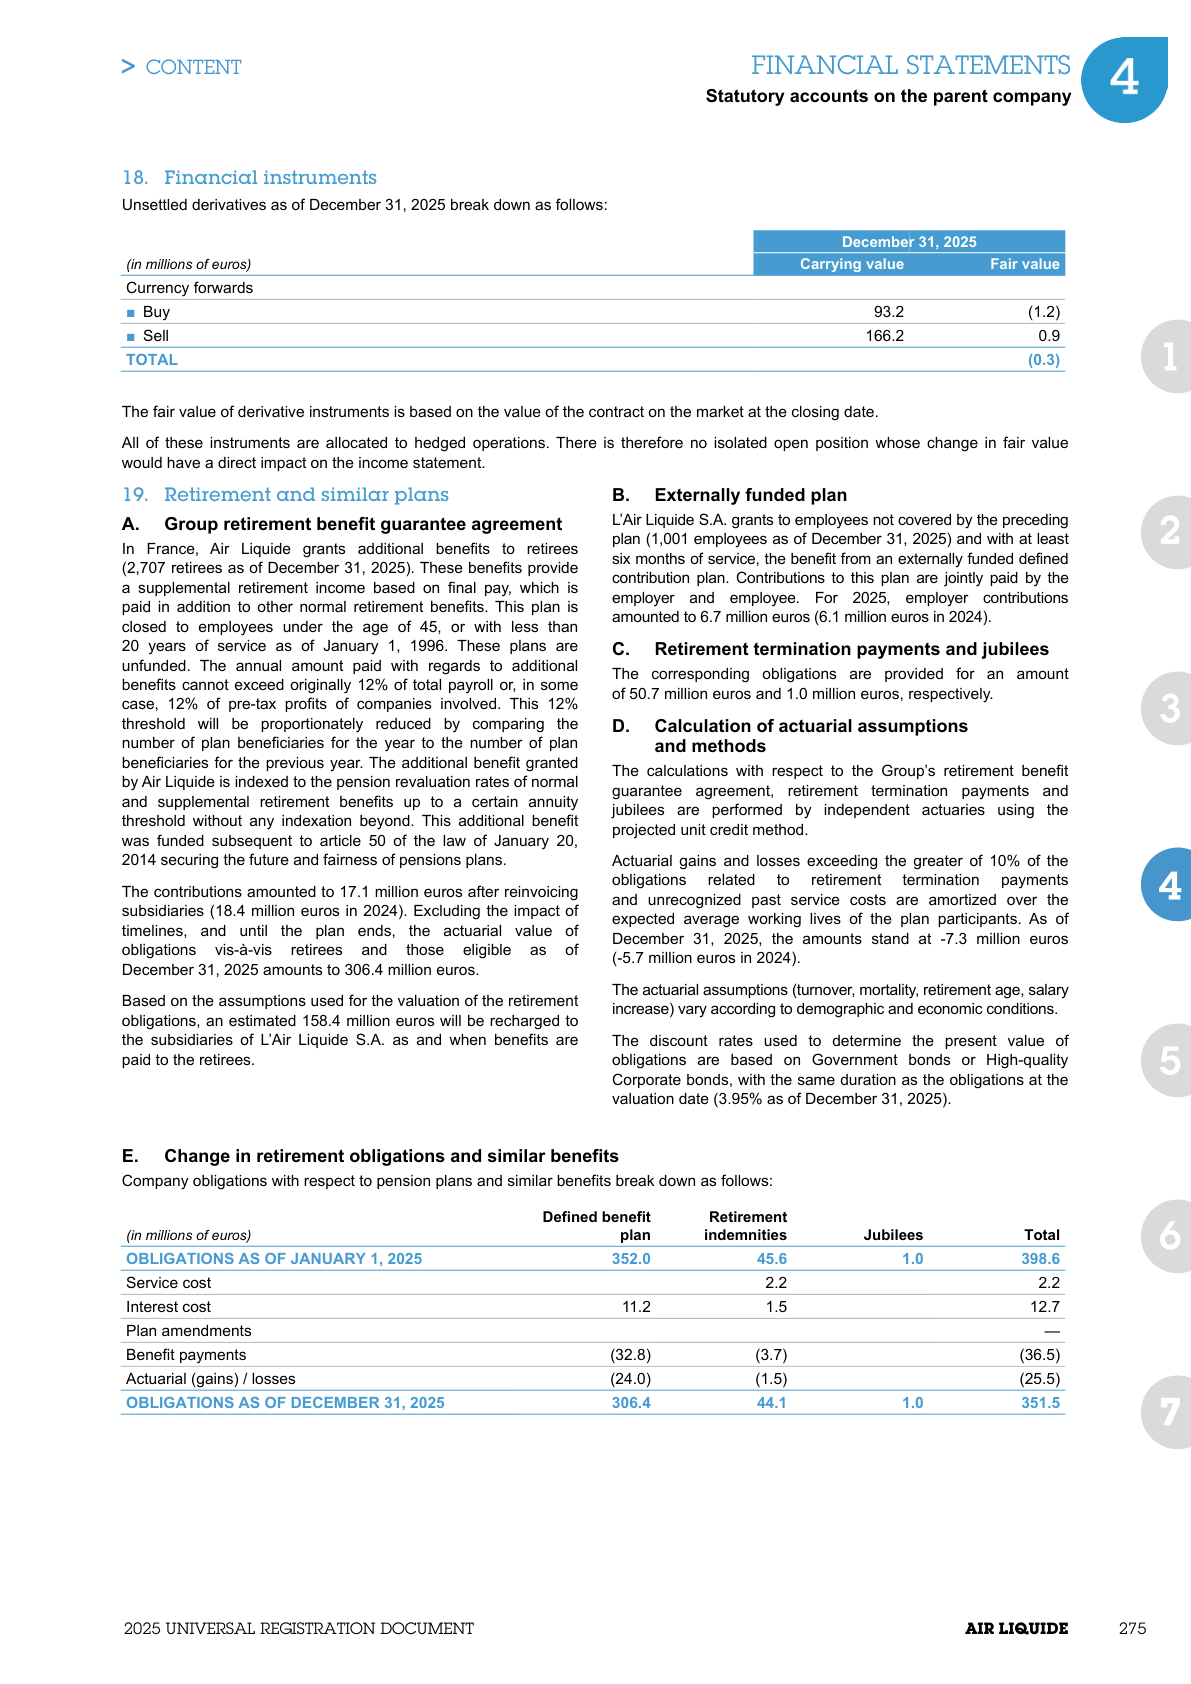 > CONTENT
FINANCIAL STATEMENTS
Statutory accounts on the parent company
4
18. Financial instruments
Unsettled derivatives as of December 31, 2025 break down as follows:
December 31, 2025
(in millions of euros) Carrying value Fair value
Currency forwards
■ Buy 93.2 (1.2)
■ Sell 166.2 0.9
TOTAL (0.3)
The fair value of derivative instruments is based on the value of the contract on the market at the closing date.
All of these instruments are allocated to hedged operations. There is therefore no isolated open position whose change in fair value
would have a direct impact on the income statement.
19. Retirement and similar plans
A. Group retirement benefit guarantee agreement
In France, Air Liquide grants additional benefits to retirees
(2,707 retirees as of December 31, 2025). These benefits provide
a supplemental retirement income based on final pay, which is
paid in addition to other normal retirement benefits. This plan is
closed to employees under the age of 45, or with less than
20 years of service as of January 1, 1996. These plans are
unfunded. The annual amount paid with regards to additional
benefits cannot exceed originally 12% of total payroll or, in some
case, 12% of pre-tax profits of companies involved. This 12%
threshold will be proportionately reduced by comparing the
number of plan beneficiaries for the year to the number of plan
beneficiaries for the previous year. The additional benefit granted
by Air Liquide is indexed to the pension revaluation rates of normal
and supplemental retirement benefits up to a certain annuity
threshold without any indexation beyond. This additional benefit
was funded subsequent to article 50 of the law of January 20,
2014 securing the future and fairness of pensions plans.
The contributions amounted to 17.1 million euros after reinvoicing
subsidiaries (18.4 million euros in 2024). Excluding the impact of
timelines, and until the plan ends, the actuarial value of
obligations vis-à-vis retirees and those eligible as of
December 31, 2025 amounts to 306.4 million euros.
Based on the assumptions used for the valuation of the retirement
obligations, an estimated 158.4 million euros will be recharged to
the subsidiaries of L’Air Liquide S.A. as and when benefits are
paid to the retirees.
B. Externally funded plan
L’Air Liquide S.A. grants to employees not covered by the preceding
plan (1,001 employees as of December 31, 2025) and with at least
six months of service, the benefit from an externally funded defined
contribution plan. Contributions to this plan are jointly paid by the
employer and employee. For 2025, employer contributions
amounted to 6.7 million euros (6.1 million euros in 2024).
C. Retirement termination payments and jubilees
The corresponding obligations are provided for an amount
of 50.7 million euros and 1.0 million euros, respectively.
D. Calculation of actuarial assumptions
and methods
The calculations with respect to the Group’s retirement benefit
guarantee agreement, retirement termination payments and
jubilees are performed by independent actuaries using the
projected unit credit method.
Actuarial gains and losses exceeding the greater of 10% of the
obligations related to retirement termination payments
and unrecognized past service costs are amortized over the
expected average working lives of the plan participants. As of
December 31, 2025, the amounts stand at -7.3 million euros
(-5.7 million euros in 2024).
The actuarial assumptions (turnover, mortality, retirement age, salary
increase) vary according to demographic and economic conditions.
The discount rates used to determine the present value of
obligations are based on Government bonds or High-quality
Corporate bonds, with the same duration as the obligations at the
valuation date (3.95% as of December 31, 2025).
E. Change in retirement obligations and similar benefits
Company obligations with respect to pension plans and similar benefits break down as follows:
Defined benefit Retirement
(in millions of euros) plan indemnities Jubilees Total
OBLIGATIONS AS OF JANUARY 1, 2025 352.0 45.6 1.0 398.6
Service cost 2.2 2.2
Interest cost 11.2 1.5 12.7
Plan amendments —
Benefit payments (32.8) (3.7) (36.5)
Actuarial (gains) / losses (24.0) (1.5) (25.5)
OBLIGATIONS AS OF DECEMBER 31, 2025 306.4 44.1 1.0 351.5
1
2
3
4
5
6
7
2025 UNIVERSAL REGISTRATION DOCUMENT
AIR LIQUIDE 275